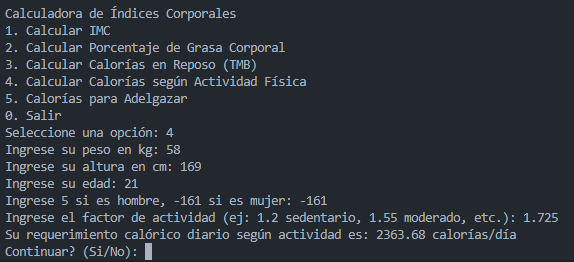 Calculadora de Índices Corporales
1. Calcular IMC
2. Calcular Porcentaje de Grasa Corporal
3. Calcular Calorías en Reposo (TMB)
4. Calcular Calorías según Actividad Física
5. Calorías para Adelgazar
0. Salir
Seleccione una opción: 4
Ingrese su peso en kg: 58
Ingrese su altura en cm: 169
Ingrese su edad: 21
Ingrese 5 si es hombre, -161 si es mujer: -161
Ingrese el factor de actividad (ej: 1.2 sedentario, 1.55 moderado, etc.): 1.725
Su requerimiento calórico diario según actividad es: 2363.68 calorías/día
Continuar? (Si/No):